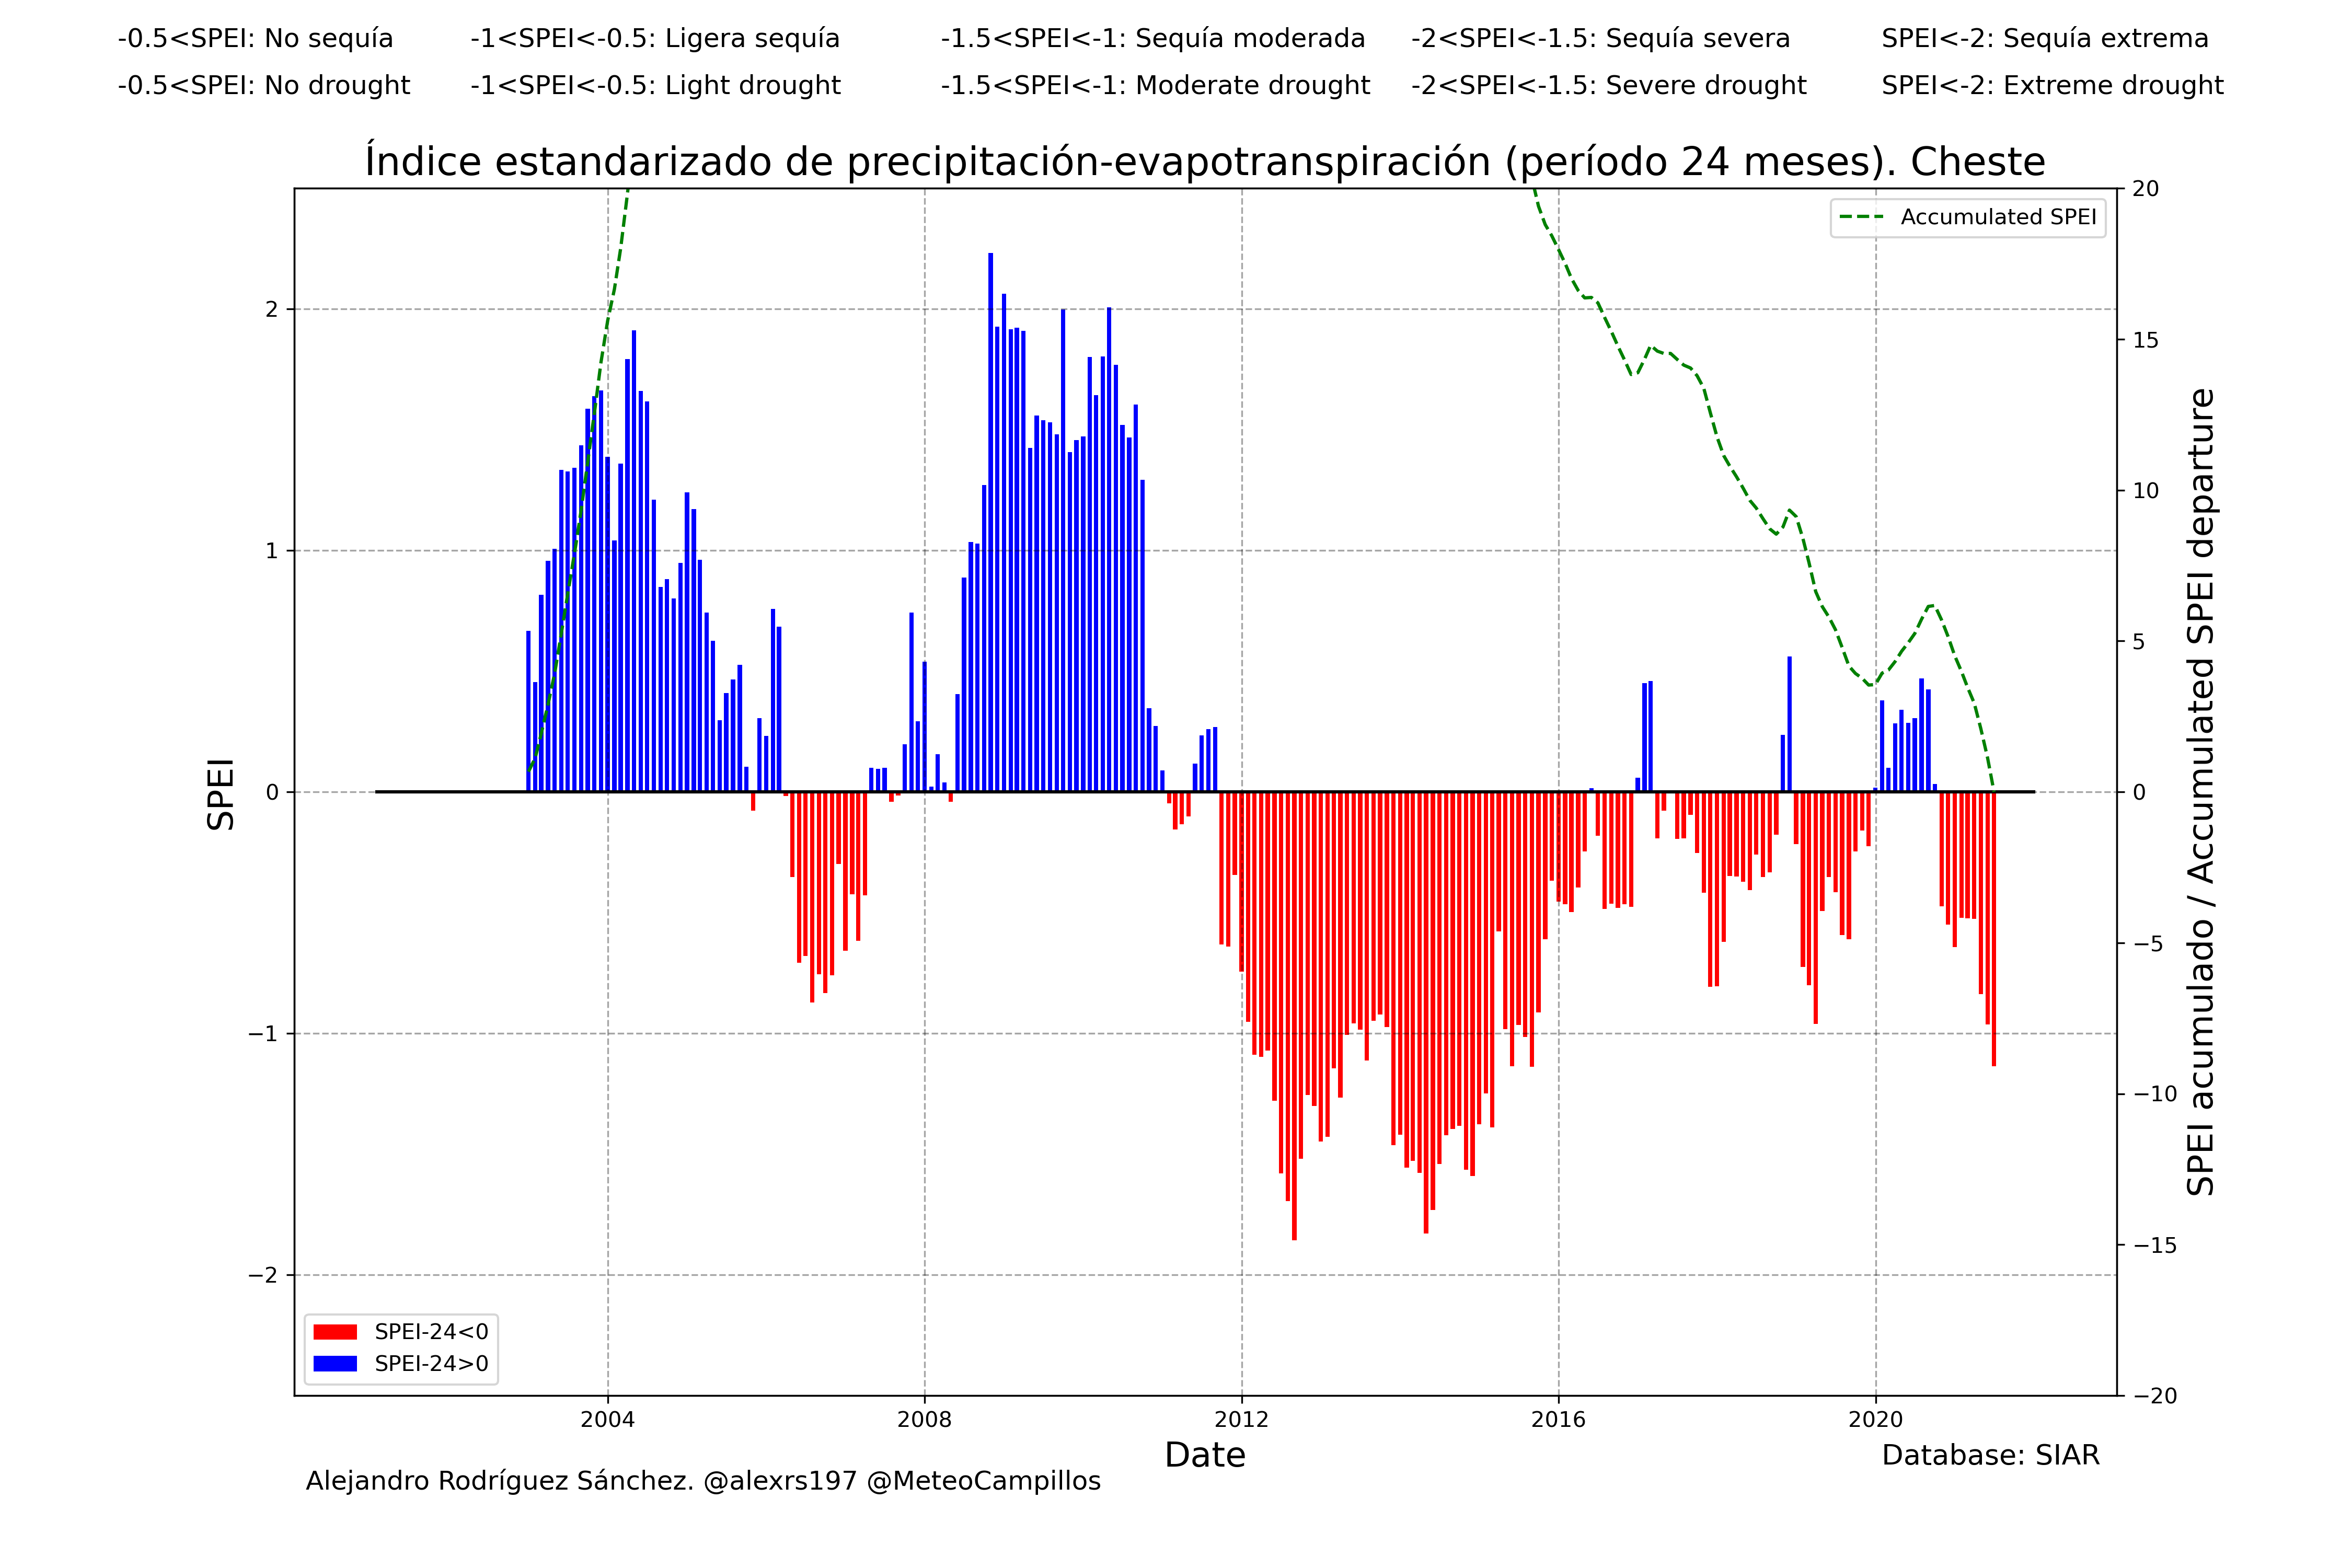 -0.5<SPEI: No sequía -1<SPEI<-0.5: Ligera sequía -1.5<SPEI<-1: Sequía moderada -2<SPEI<-1.5: Sequía severa SPEI<-2: Sequía extrema
-0.5<SPEI: No drought -1<SPEI<-0.5: Light drought -1.5<SPEI<-1: Moderate drought -2<SPEI<-1.5: Severe drought SPEI<-2: Extreme drought
Índice estandarizado de precipitación-evapotranspiración (período 24 meses). Cheste
Accumulated SPEI
SPEI
2
1
0
−1
−2
20
15
10
5
0
−5
−10
−15
−20
SPEI acumulado / Accumulated SPEI departure
SPEI-24<0
SPEI-24>0
2004 2008 2012 2016 2020
Date
Database: SIAR
Alejandro Rodríguez Sánchez. @alexrs197 @MeteoCampillos